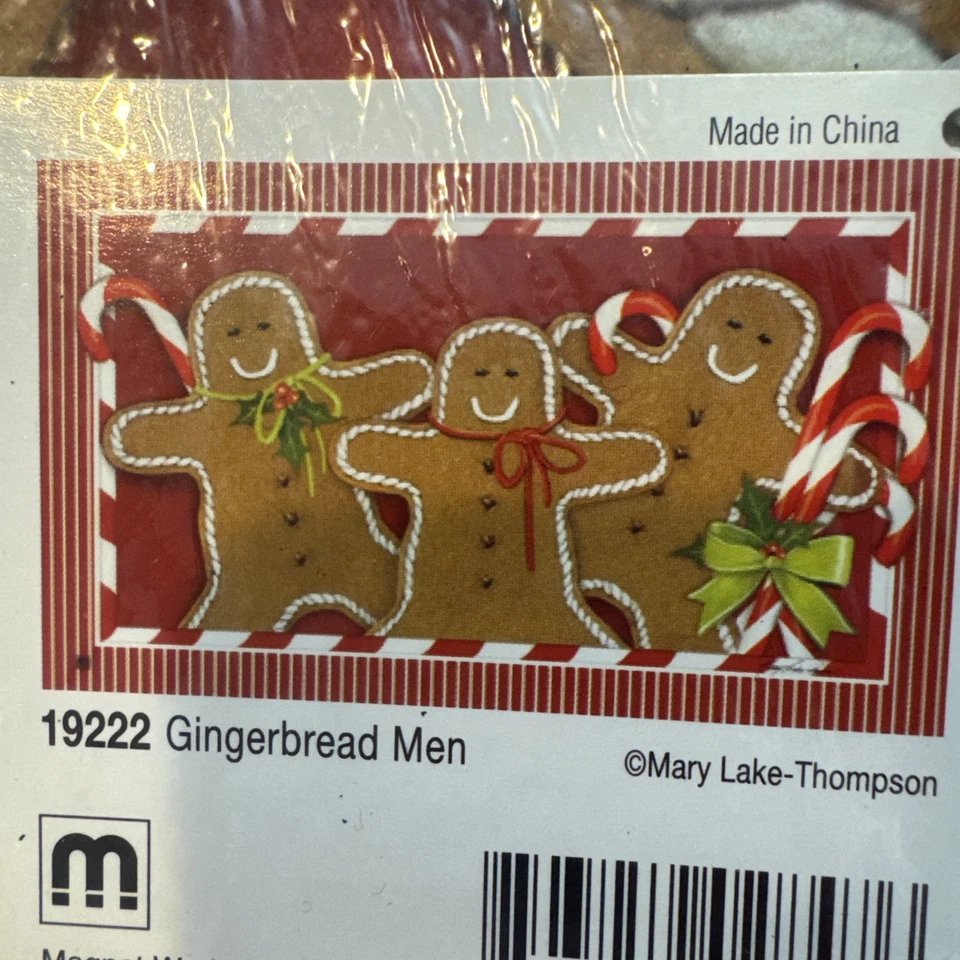 Made in China
19222 Gingerbread Men
©Mary Lake-Thompson
m